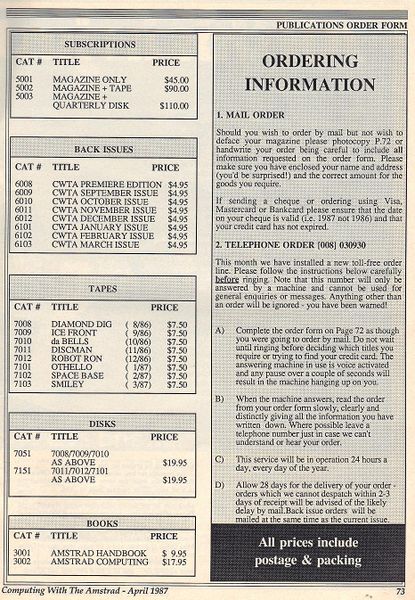 PUBLICATIONS ORDER FORM
SUBSCRIPTIONS
CAT # TITLE PRICE
5001 MAGAZINE ONLY $45.00
5002 MAGAZINE + TAPE $90.00
5003 MAGAZINE +
QUARTERLY DISK $110.00
BACK ISSUES
CAT # TITLE PRICE
6008 CWTA PREMIERE EDITION $4.95
6009 CWTA SEPTEMBER ISSUE $4.95
6010 CWTA OCTOBER ISSUE $4.95
6011 CWTA NOVEMBER ISSUE $4.95
6012 CWTA DECEMBER ISSUE $4.95
6101 CWTA JANUARY ISSUE $4.95
6102 CWTA FEBRUARY ISSUE $4.95
6103 CWTA MARCH ISSUE $4.95
TAPES
CAT # TITLE PRICE
7008 DIAMOND DIG ( 8/86) $7.50
7009 ICE FRONT ( 9/86) $7.50
7010 da BELLS (10/86) $7.50
7011 DISCMAN (11/86) $7.50
7012 ROBOT RON (12/86) $7.50
7101 OTHELLO ( 1/87) $7.50
7102 SPACE BASE ( 2/87) $7.50
7103 SMILEY ( 3/87) $7.50
DISKS
CAT # TITLE PRICE
7051 7008/7009/7010
AS ABOVE $19.95
7151 7011/7012/7101
AS ABOVE $19.95
BOOKS
CAT # TITLE PRICE
3001 AMSTRAD HANDBOOK $ 9.95
3002 AMSTRAD COMPUTING $17.95
ORDERING
INFORMATION
1. MAIL ORDER
Should you wish to order by mail but not wish to
deface your magazine please photocopy P.72 or
handwrite your order being careful to include all
information requested on the order form. Please
make sure you have enclosed your name and address
(you'd be surprised!) and the correct amount for the
goods you require.
If sending a cheque or ordering using Visa,
Mastercard or Bankcard please ensure that the date
on your cheque is valid (i.e. 1987 not 1986) and that
your credit card has not expired.
2. TELEPHONE ORDER [008] 030930
This month we have installed a new toll-free order
line. Please follow the instructions below carefully
before ringing. Note that this number will only be
answered by a machine and cannot be used for
general enquiries or messages. Anything other than
an order will be ignored - you have been warned!
A) Complete the order form on Page 72 as though
you were going to order by mail. Do not wait
until ringing before deciding which titles you
require or trying to find your credit card. The
answering machine in use is voice activated
and any pause over a couple of seconds will
result in the machine hanging up on you.
B) When the machine answers, read the order
from your order form slowly, clearly and
distinctly giving all the information you have
written down. Where possible leave a
telephone number just in case we can't
understand or hear your order.
C) This service will be in operation 24 hours a
day, every day of the year.
D) Allow 28 days for the delivery of your order -
orders which we cannot despatch within 2-3
days of receipt will be advised of the likely
delay by mail.Back issue orders will be
mailed at the same time as the current issue.
All prices include
postage & packing
Computing With The Amstrad - April 1987 73